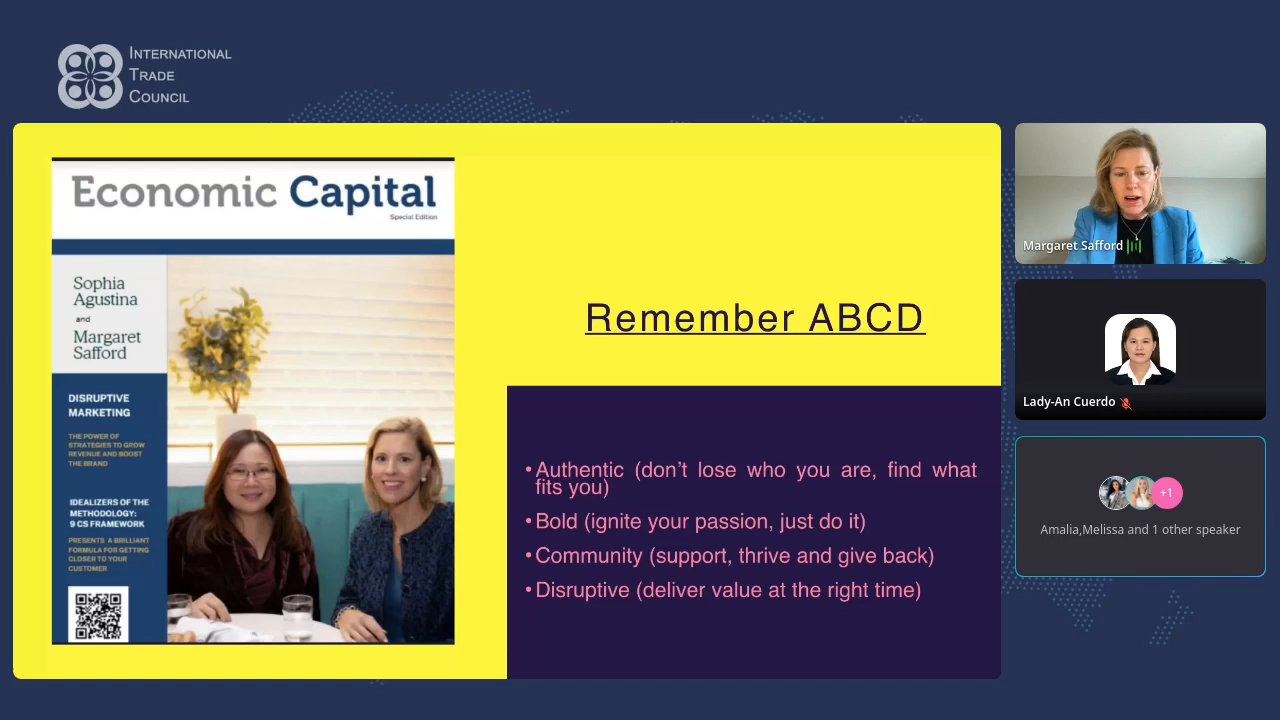 INTERNATIONAL
TRADE
COUNCIL
Economic Capital
Special Edition
Sophia
Agustina
and
Margaret
Safford
DISRUPTIVE
MARKETING
THE POWER OF
STRATEGIES TO GROW
REVENUE AND BOOST
THE BRAND
IDEALIZERS OF THE
METHODOLOGY:
9 CS FRAMEWORK
PRESENTS A BRILLIANT
FORMULA FOR GETTING
CLOSER TO YOUR
CUSTOMER
Remember ABCD
• Authentic (don’t lose who you are, find what
fits you)
• Bold (ignite your passion, just do it)
• Community (support, thrive and give back)
• Disruptive (deliver value at the right time)
Margaret Safford
Lady-An Cuerdo
+1
Amalia,Melissa and 1 other speaker